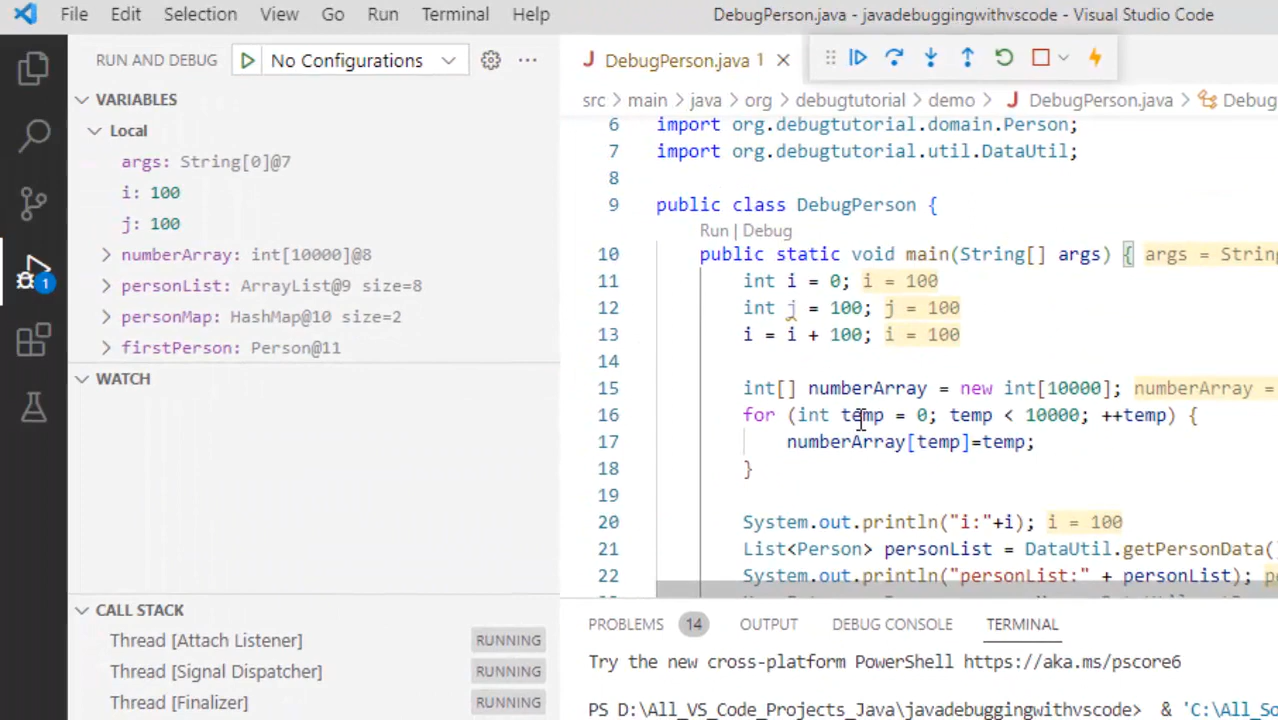 File Edit Selection View Go Run Terminal Help DebugPerson.java - javadebuggingwithvscode - Visual Studio Code
RUN AND DEBUG No Configurations
VARIABLES
Local
args: String[0]@7
i: 100
j: 100
numberArray: int[10000]@8
personList: ArrayList@9 size=8
personMap: HashMap@10 size=2
firstPerson: Person@11
WATCH
CALL STACK
Thread [Attach Listener] RUNNING
Thread [Signal Dispatcher] RUNNING
Thread [Finalizer] RUNNING
1
DebugPerson.java 1
src > main > java > org > debugtutorial > demo > DebugPerson.java > Debug
6 import org.debugtutorial.domain.Person;
7 import org.debugtutorial.util.DataUtil;
8
9 public class DebugPerson {
Run | Debug
10 public static void main(String[] args) { args = String
11 int i = 0; i = 100
12 int j = 100; j = 100
13 i = i + 100; i = 100
14
15 int[] numberArray = new int[10000]; numberArray =
16 for (int temp = 0; temp < 10000; ++temp) {
17 numberArray[temp]=temp;
18 }
19
20 System.out.println("i:"+i); i = 100
21 List<Person> personList = DataUtil.getPersonData(
22 System.out.println("personList:" + personList);
PROBLEMS 14 OUTPUT DEBUG CONSOLE TERMINAL
Try the new cross-platform PowerShell https://aka.ms/pscore6
PS D:\All_VS_Code_Projects_Java\javadebuggingwithvscode> & 'C:\All_So